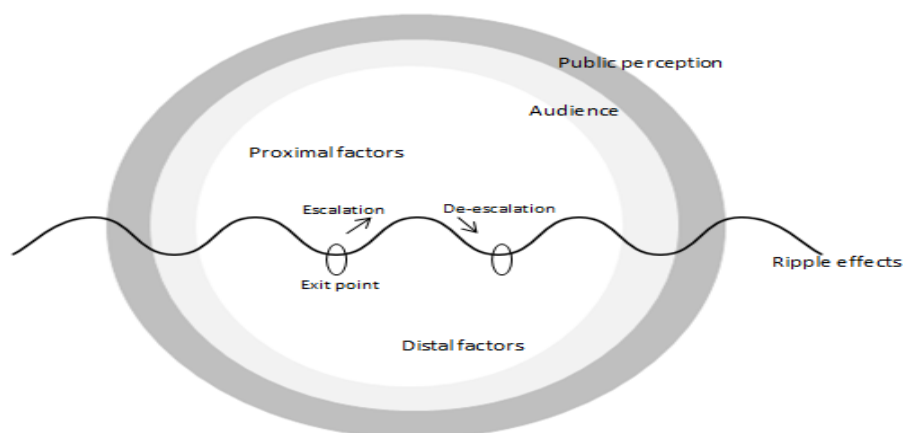 Public perception
Audience
Proximal factors
Escalation
De-escalation
Ripple effects
Exit point
Distal factors